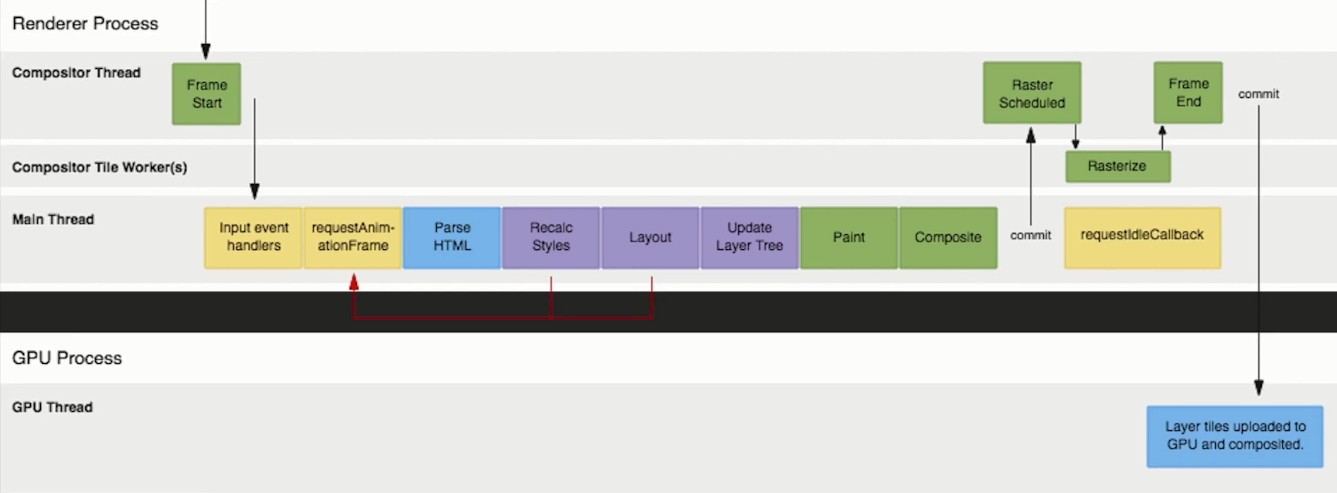 Renderer Process
Compositor Thread
Frame
Start
Raster
Scheduled
Frame
End
commit
Compositor Tile Worker(s)
Rasterize
Main Thread
Input event
handlers
requestAnim-
ationFrame
Parse
HTML
Recalc
Styles
Layout
Update
Layer Tree
Paint
Composite
commit
requestIdleCallback
GPU Process
GPU Thread
Layer tiles uploaded to
GPU and composited.